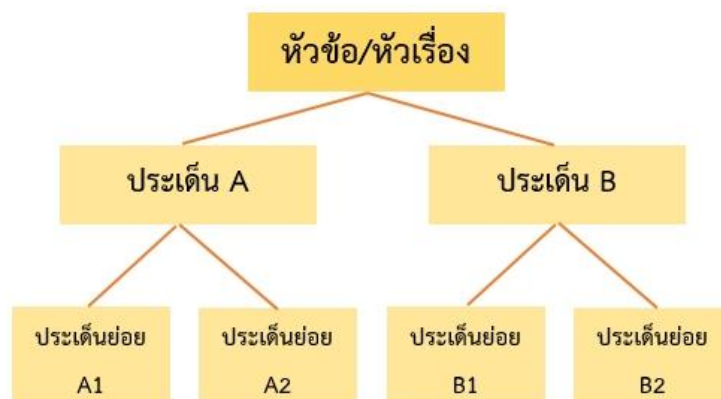 หัวข้อ/หัวเรื่อง
ประเด็น A
ประเด็น B
ประเด็นย่อย
A1
ประเด็นย่อย
A2
ประเด็นย่อย
B1
ประเด็นย่อย
B2